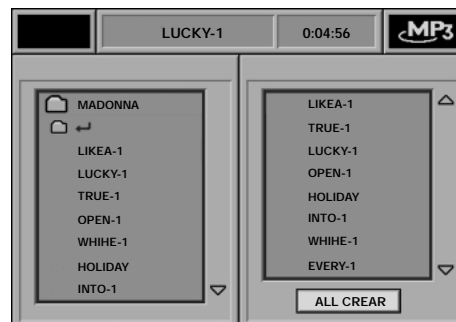 LUCKY-1 0:04:56 MP3
MADONNA
LIKEA-1
LUCKY-1
TRUE-1
OPEN-1
WHIHE-1
HOLIDAY
INTO-1
LIKEA-1
TRUE-1
LUCKY-1
OPEN-1
HOLIDAY
INTO-1
WHIHE-1
EVERY-1
ALL CREAR